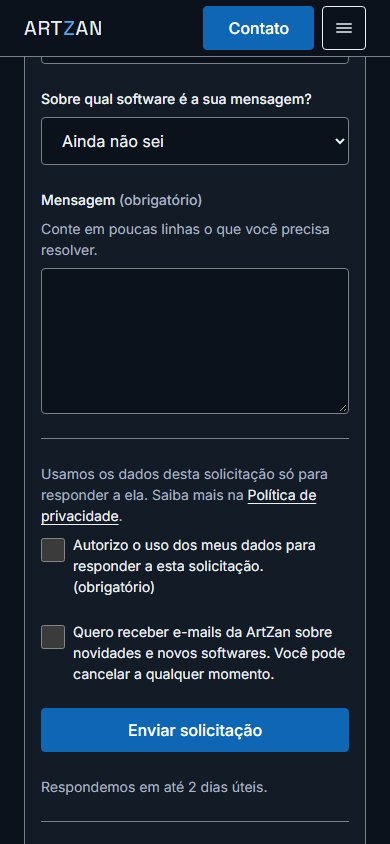 ARTZAN
Contato
Sobre qual software é a sua mensagem?
Ainda não sei
Mensagem (obrigatório)
Conte em poucas linhas o que você precisa
resolver.
Usamos os dados desta solicitação só para
responder a ela. Saiba mais na Política de
privacidade.
Autorizo o uso dos meus dados para
responder a esta solicitação.
(obrigatório)
Quero receber e-mails da ArtZan sobre
novidades e novos softwares. Você pode
cancelar a qualquer momento.
Enviar solicitação
Respondemos em até 2 dias úteis.